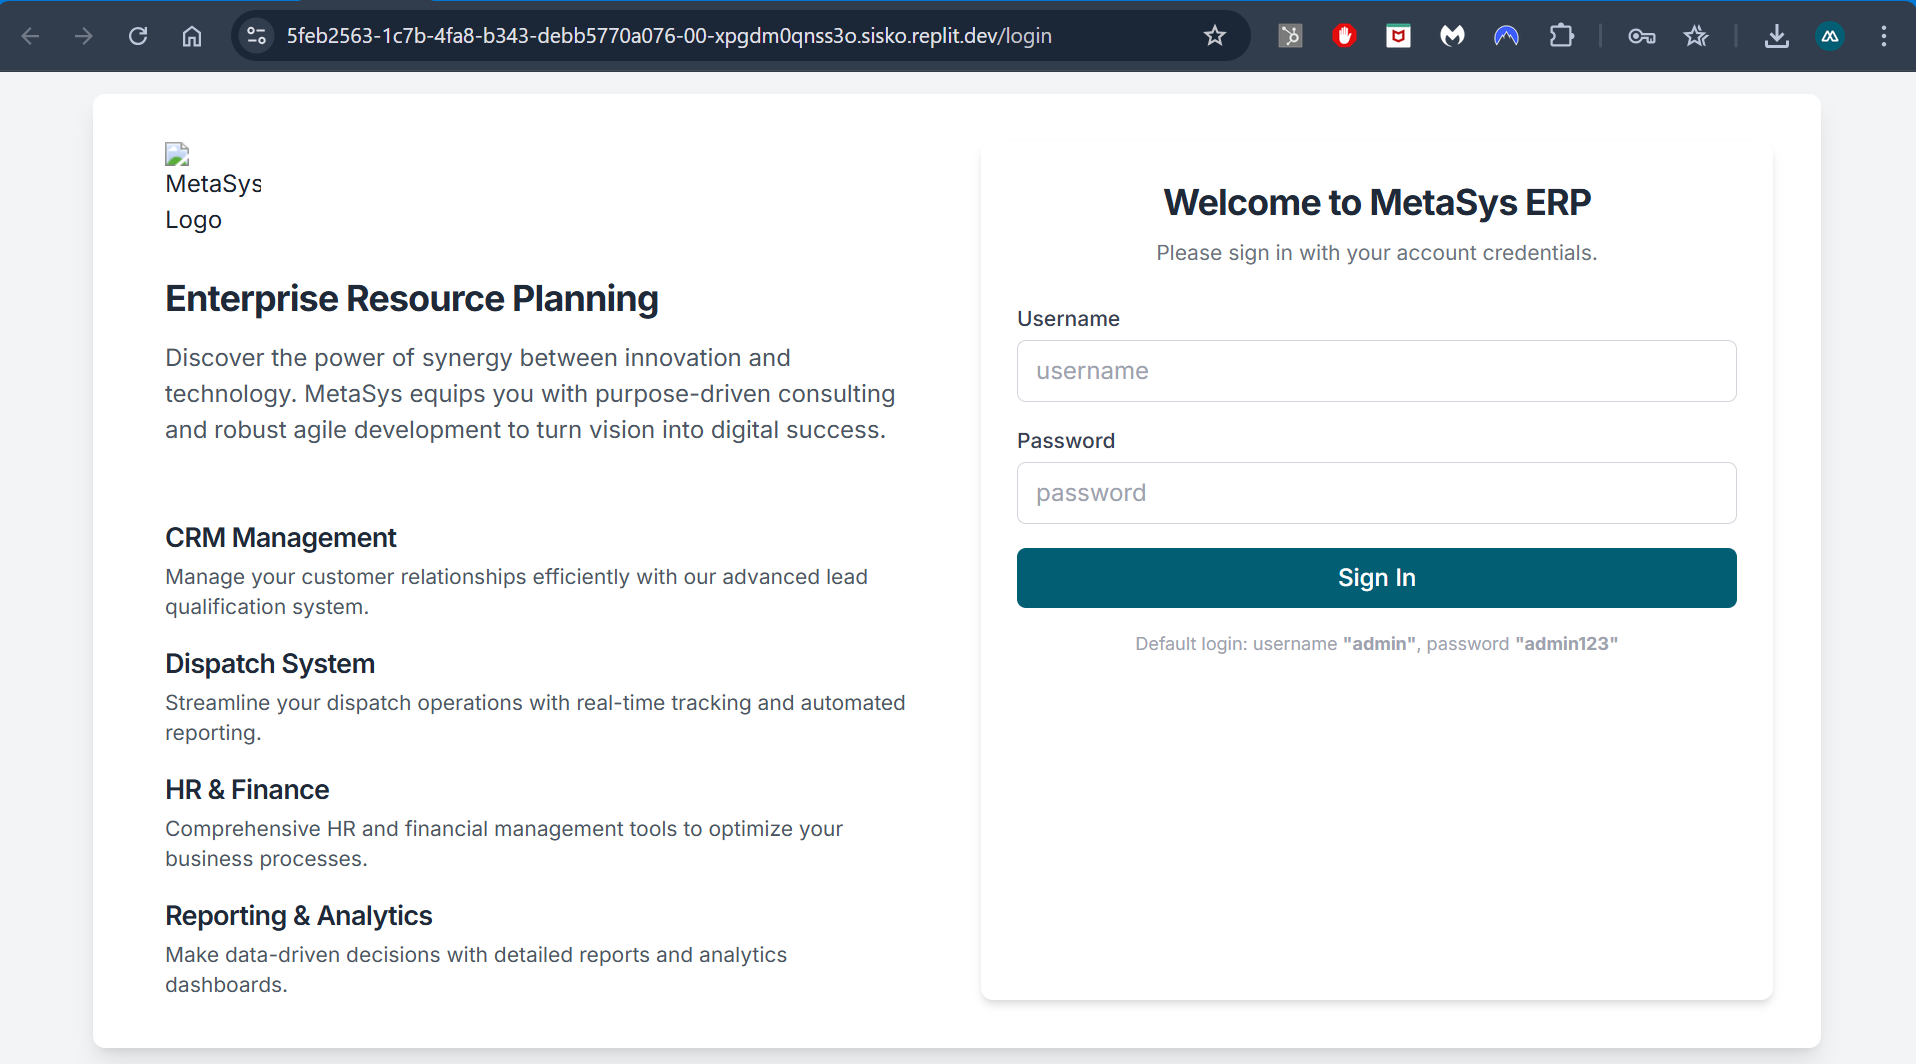 5feb2563-1c7b-4fa8-b343-debb5770a076-00-xpgdm0qnss3o.sisko.replit.dev/login
MetaSys
Logo
Enterprise Resource Planning
Discover the power of synergy between innovation and
technology. MetaSys equips you with purpose-driven consulting
and robust agile development to turn vision into digital success.
CRM Management
Manage your customer relationships efficiently with our advanced lead
qualification system.
Dispatch System
Streamline your dispatch operations with real-time tracking and automated
reporting.
HR & Finance
Comprehensive HR and financial management tools to optimize your
business processes.
Reporting & Analytics
Make data-driven decisions with detailed reports and analytics
dashboards.
Welcome to MetaSys ERP
Please sign in with your account credentials.
Username
username
Password
password
Sign In
Default login: username "admin", password "admin123"